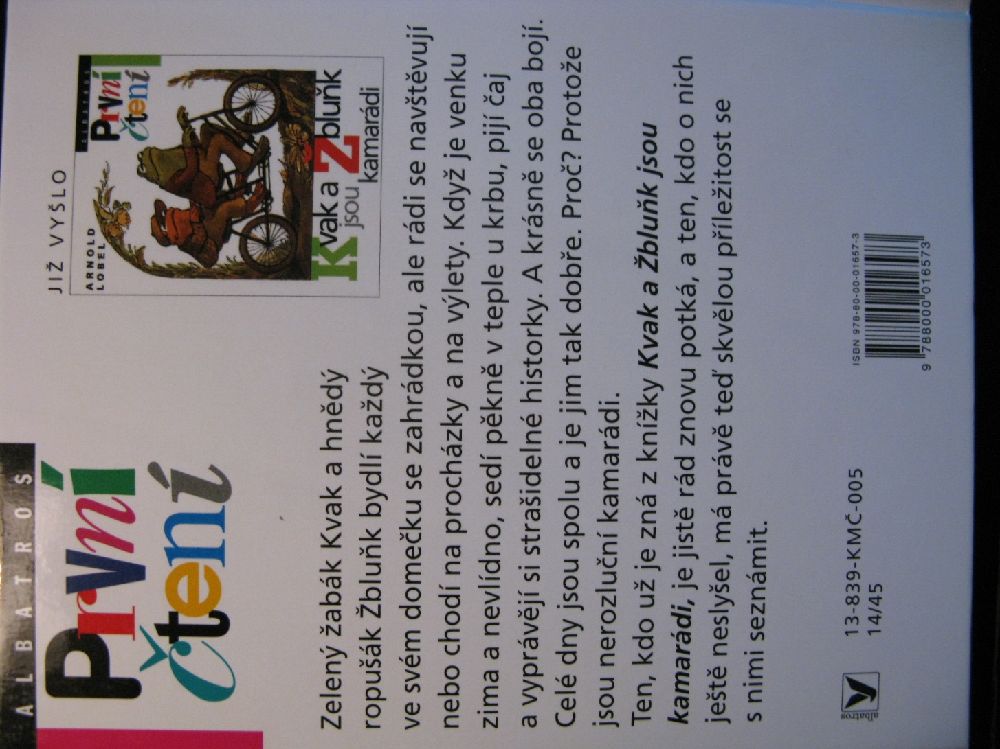 ALBATROS
První
čtení
JIŽ VYŠLO
ALBATROS
První
čtení
ARNOLD
LOBEL
Kvak a Žbluňk
jsou kamarádi
Zelený žabák Kvak a hnědý
ropušák Žbluňk bydlí každý
ve svém domečku se zahrádkou, ale rádi se navštěvují
nebo chodí na procházky a na výlety. Když je venku
zima a nevlídno, sedí pěkně v teple u krbu, pijí čaj
a vyprávějí si strašidelné historky. A krásně se oba bojí.
Celé dny jsou spolu a je jim tak dobře. Proč? Protože
jsou nerozluční kamarádi.
Ten, kdo už je zná z knížky Kvak a Žbluňk jsou
kamarádi, je jistě rád znovu potká, a ten, kdo o nich
ještě neslyšel, má právě teď skvělou příležitost se
s nimi seznámit.
albatros
13-839-KMČ-005
14/45
ISBN 978-80-00-01657-3
9 788000 016573